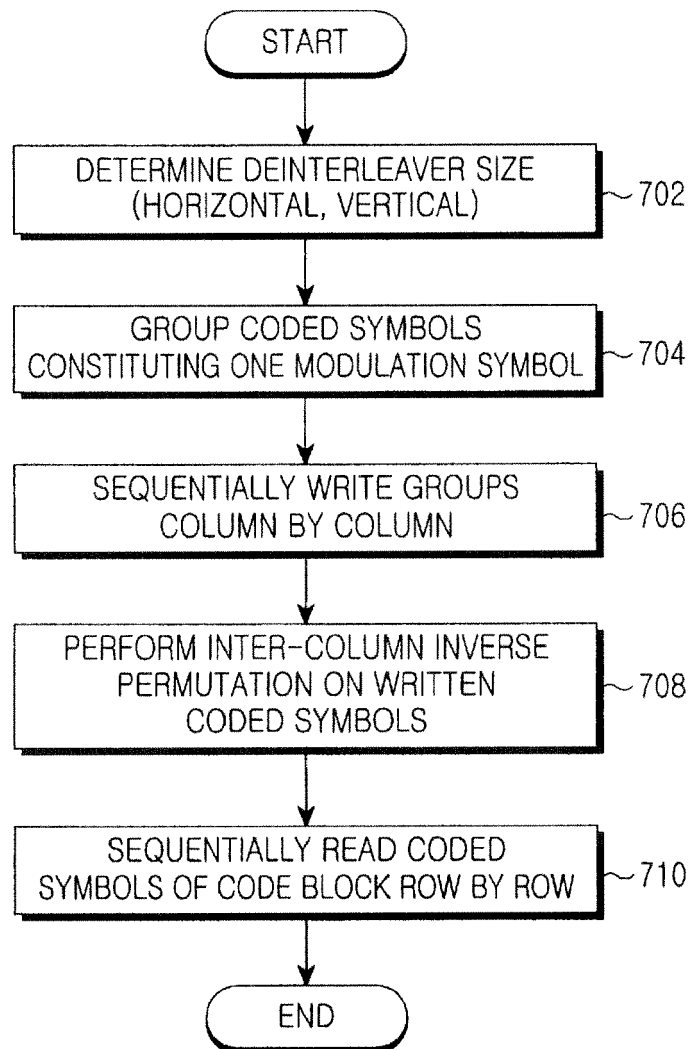 START
DETERMINE DEINTERLEAVER SIZE
(HORIZONTAL, VERTICAL)
702
GROUP CODED SYMBOLS
CONSTITUTING ONE MODULATION SYMBOL
704
SEQUENTIALLY WRITE GROUPS
COLUMN BY COLUMN
706
PERFORM INTER-COLUMN INVERSE
PERMUTATION ON WRITTEN
CODED SYMBOLS
708
SEQUENTIALLY READ CODED
SYMBOLS OF CODE BLOCK ROW BY ROW
710
END